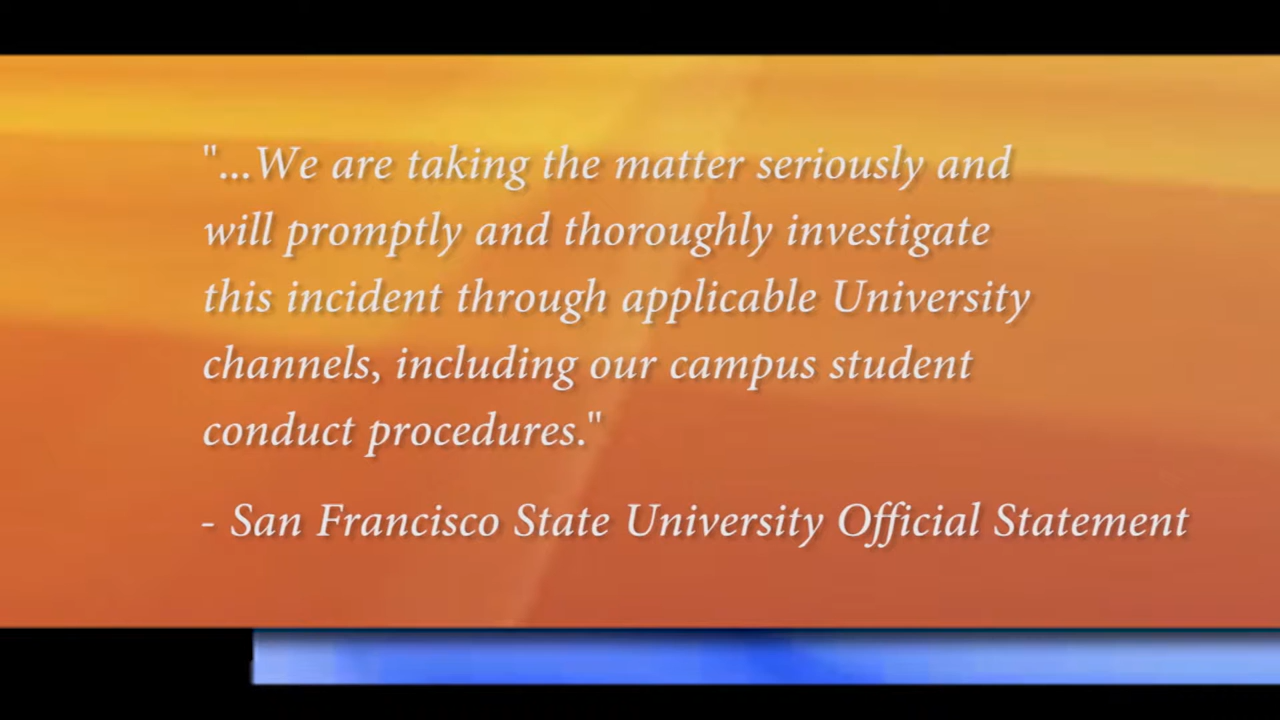 "...We are taking the matter seriously and
will promptly and thoroughly investigate
this incident through applicable University
channels, including our campus student
conduct procedures."
- San Francisco State University Official Statement